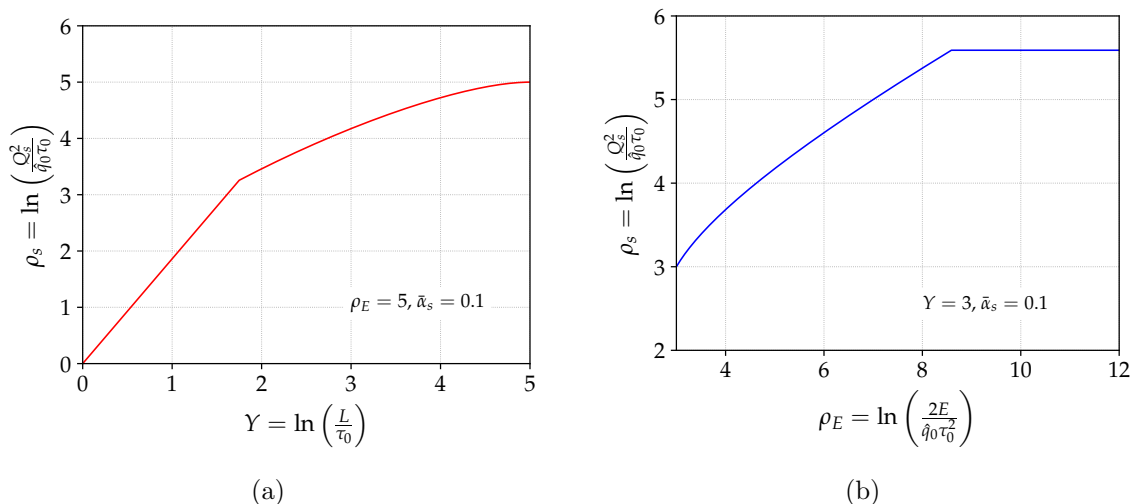 6
5
4
3
2
1
0
0 1 2 3 4 5
ρ_s = ln (Q_s^2 / q̂_0 τ_0)
ρ_E = 5, ᾱ_s = 0.1
Y = ln (L / τ_0)
(a)
6
5
4
3
2
4 6 8 10 12
ρ_s = ln (Q_s^2 / q̂_0 τ_0)
Y = 3, ᾱ_s = 0.1
ρ_E = ln (2E / q̂_0 τ_0^2)
(b)